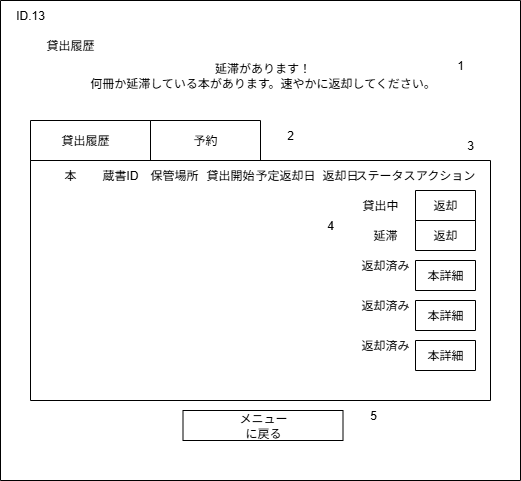 ID.13
貸出履歴
延滞があります！ 1
何冊か延滞している本があります。速やかに返却してください。
貸出履歴 予約 2
3
本 蔵書ID 保管場所 貸出開始 予定返却日 返却日 ステータス アクション
貸出中 返却
4
延滞 返却
返却済み 本詳細
返却済み 本詳細
返却済み 本詳細
メニュー 5
に戻る